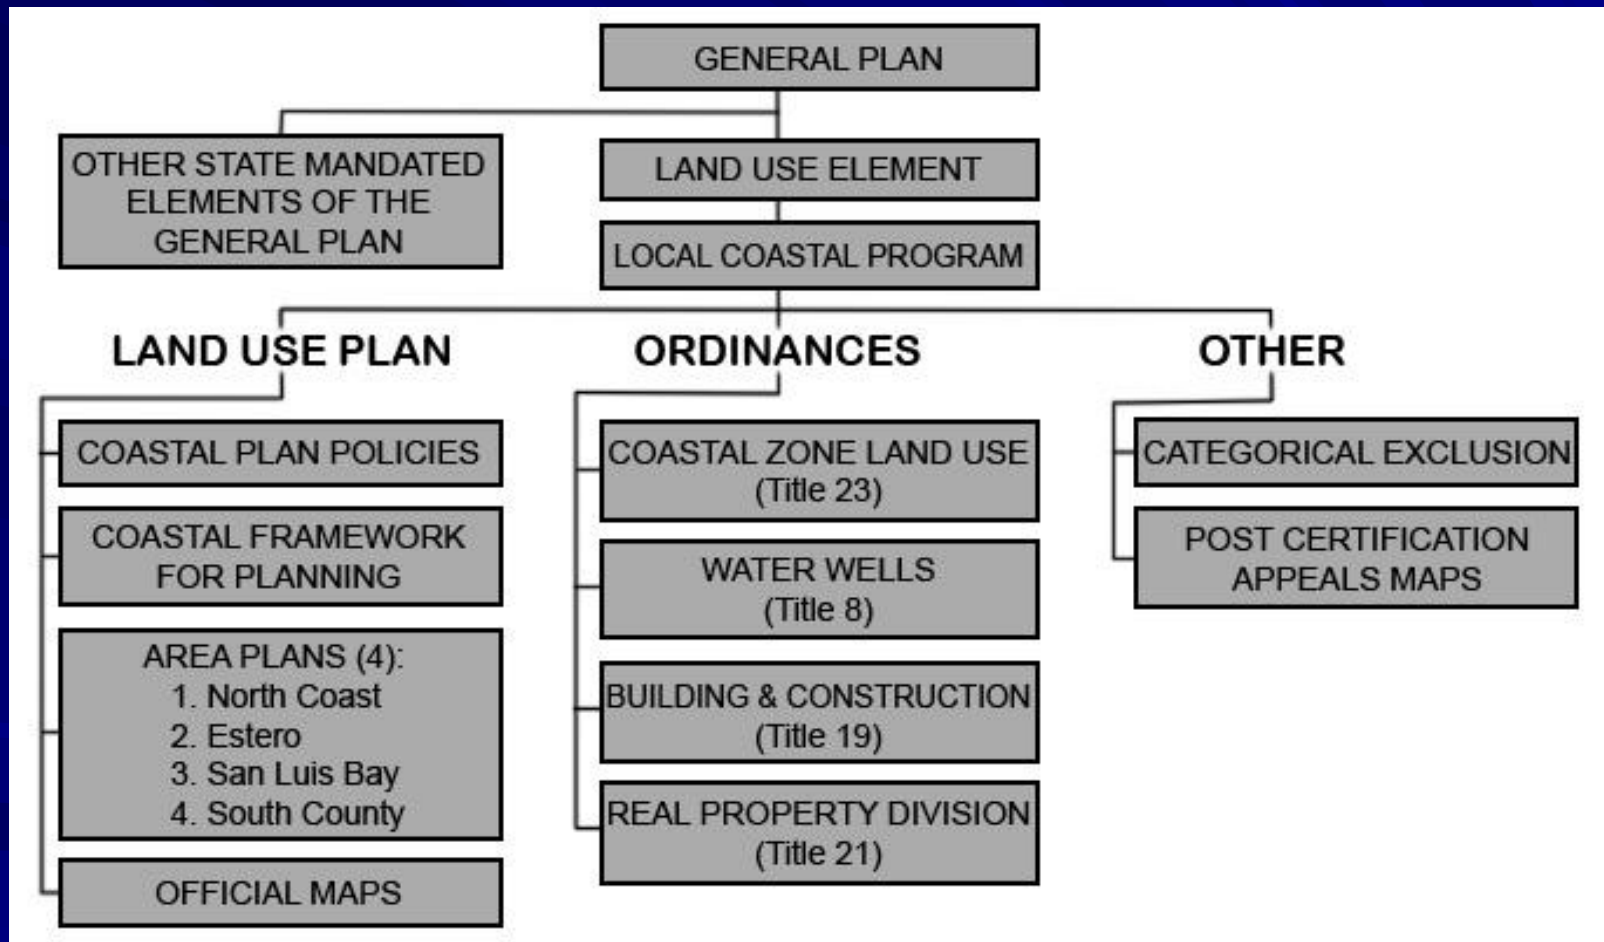 GENERAL PLAN
OTHER STATE MANDATED
ELEMENTS OF THE
GENERAL PLAN
LAND USE ELEMENT
LOCAL COASTAL PROGRAM
LAND USE PLAN
COASTAL PLAN POLICIES
COASTAL FRAMEWORK
FOR PLANNING
AREA PLANS (4):
1. North Coast
2. Estero
3. San Luis Bay
4. South County
OFFICIAL MAPS
ORDINANCES
COASTAL ZONE LAND USE
(Title 23)
WATER WELLS
(Title 8)
BUILDING & CONSTRUCTION
(Title 19)
REAL PROPERTY DIVISION
(Title 21)
OTHER
CATEGORICAL EXCLUSION
POST CERTIFICATION
APPEALS MAPS